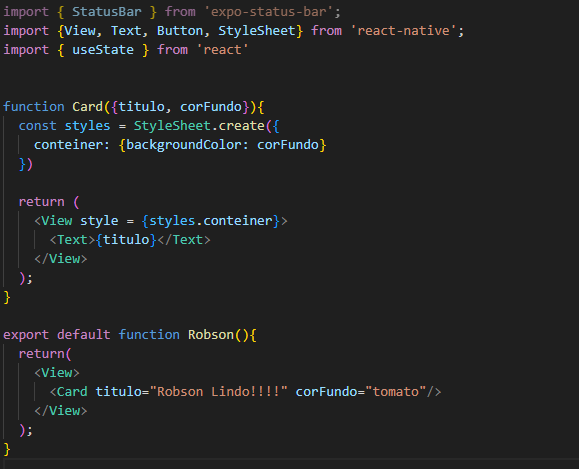 import { StatusBar } from 'expo-status-bar';
import {View, Text, Button, StyleSheet} from 'react-native';
import { useState } from 'react'
function Card({titulo, corFundo}){
const styles = StyleSheet.create({
conteiner: {backgroundColor: corFundo}
})
return (
<View style = {styles.conteiner}>
<Text>{titulo}</Text>
</View>
);
}
export default function Robson(){
return(
<View>
<Card titulo="Robson Lindo!!!!" corFundo="tomato"/>
</View>
);
}